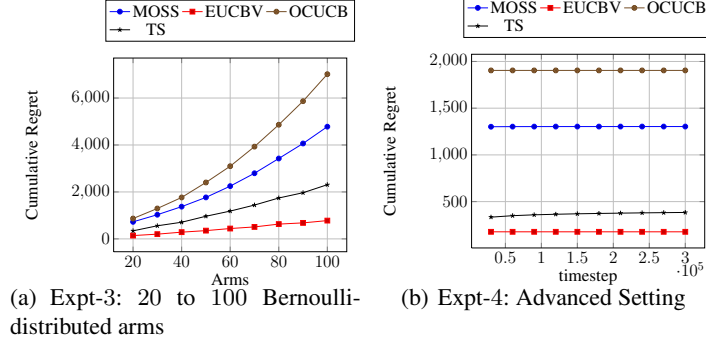 MOSS EUCBV OCUCB
TS
6,000
4,000
2,000
0
20 40 60 80 100
Arms
Cumulative Regret
(a) Expt-3: 20 to 100 Bernoulli-
distributed arms
MOSS EUCBV OCUCB
TS
2,000
1,500
1,000
500
0.5 1 1.5 2 2.5 3
timestep ·10^5
Cumulative Regret
(b) Expt-4: Advanced Setting